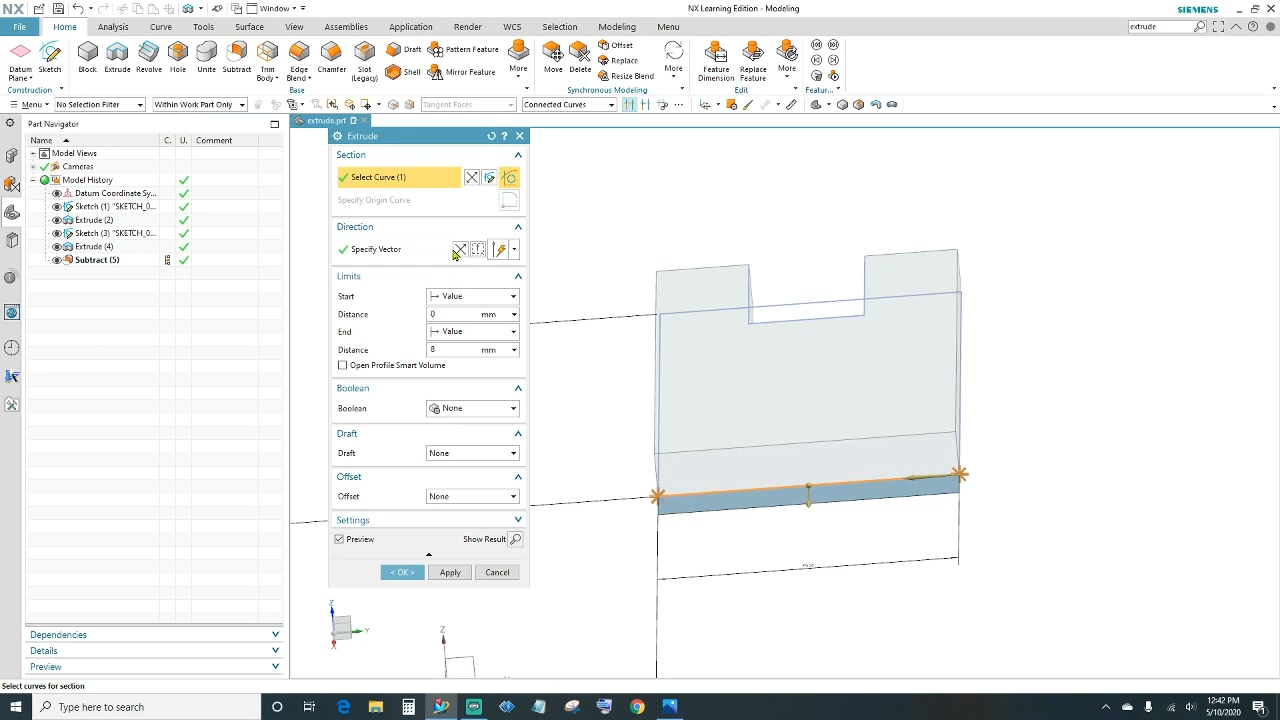 NX
Window
NX Learning Edition - Modeling
SIEMENS
File
Home
Analysis
Curve
Tools
Surface
View
Assemblies
Application
Render
WCS
Selection
Modeling
Menu
extrude
Datum Plane
Sketch
Block
Extrude
Revolve
Hole
Unite
Subtract
Trim Body
Edge Blend
Chamfer
Slot (Legacy)
Draft
Shell
Pattern Feature
Mirror Feature
More
Move
Delete
Offset
Replace
Resize Blend
More
Feature Dimension
Replace Feature
More
Construction
Base
Synchronous Modeling
Edit
Featur...
Menu
No Selection Filter
Within Work Part Only
Tangent Faces
Connected Curves
Part Navigator
extrude.prt
Name
C.
U.
Comment
Model Views
Cameras
Model History
Datum Coordinate Sy...
Sketch (1) "SKETCH_0...
Extrude (2)
Sketch (3) "SKETCH_0...
Extrude (4)
Subtract (5)
Extrude
Section
Select Curve (1)
Specify Origin Curve
Direction
Specify Vector
Limits
Start
Value
Distance
0 mm
End
Value
Distance
8 mm
Open Profile Smart Volume
Boolean
Boolean
None
Draft
Draft
None
Offset
Offset
None
Settings
Preview
Show Result
< OK >
Apply
Cancel
Z
Y
X
Z
Dependencies
Details
Preview
Select curves for section
Type here to search
12:42 PM
5/10/2020